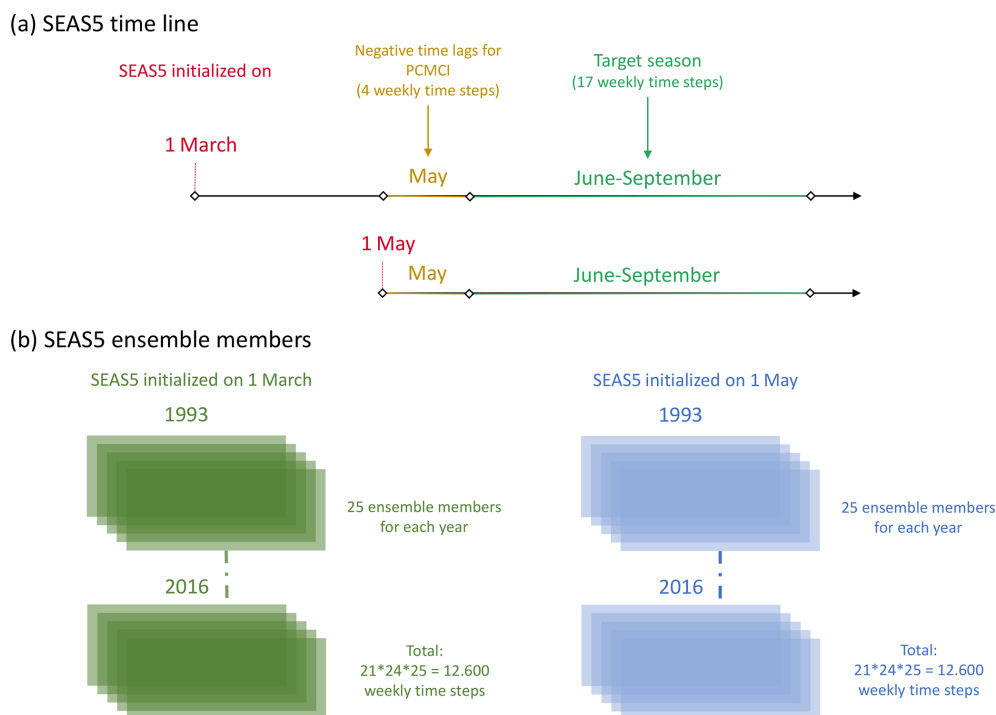 (a) SEAS5 time line
SEAS5 initialized on
Negative time lags for
PCMCI
(4 weekly time steps)
Target season
(17 weekly time steps)
1 March
May
June-September
1 May
May
June-September
(b) SEAS5 ensemble members
SEAS5 initialized on 1 March
1993
25 ensemble members
for each year
2016
Total:
21*24*25 = 12.600
weekly time steps
SEAS5 initialized on 1 May
1993
25 ensemble members
for each year
2016
Total:
21*24*25 = 12.600
weekly time steps